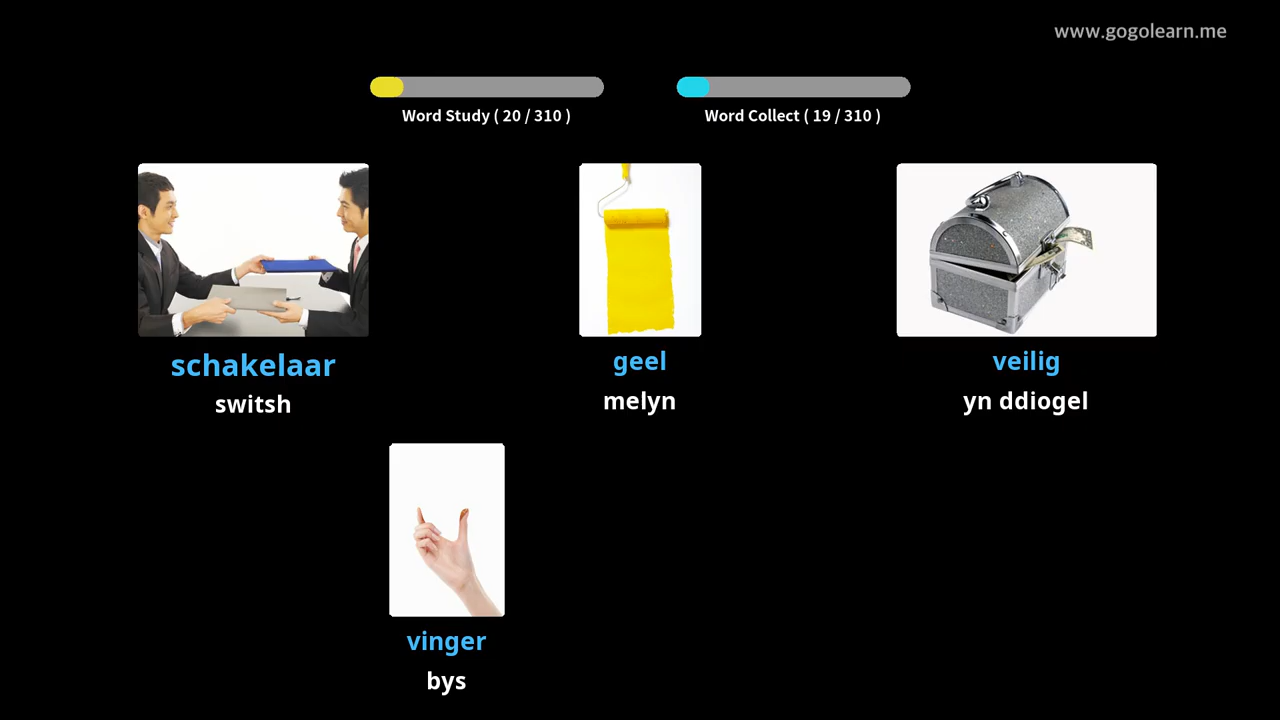 www.gogolearn.me
Word Study ( 20 / 310 )
Word Collect ( 19 / 310 )
schakelaar
switsh
geel
melyn
veilig
yn ddiogel
vinger
bys